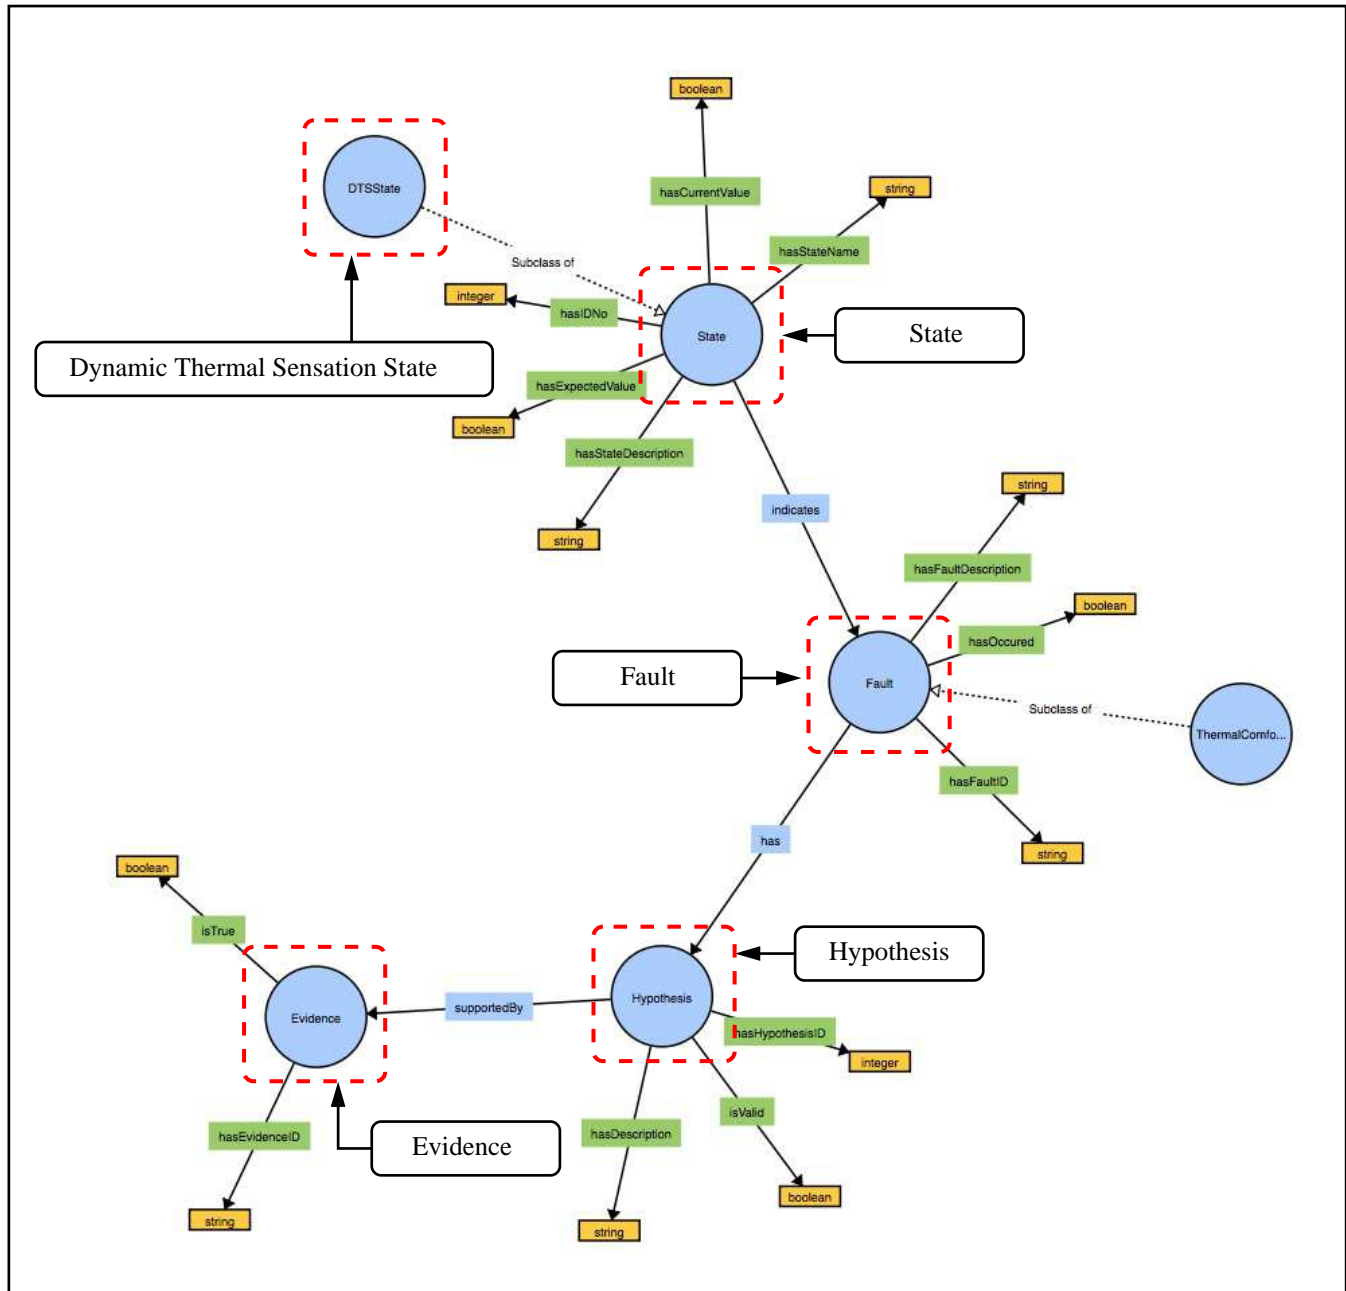 boolean
DTSState
hasCurrentValue
string
hasStateName
Subclass of
integer
hasIDNo
State
State
Dynamic Thermal Sensation State
hasExpectedValue
boolean
hasStateDescription
string
indicates
string
hasFaultDescription
boolean
hasOccured
Fault
Fault
Subclass of
ThermalComfo...
hasFaultID
string
has
boolean
isTrue
Hypothesis
Hypothesis
supportedBy
Evidence
hasHypothesisID
integer
isValid
hasDescription
hasEvidenceID
Evidence
boolean
string
string